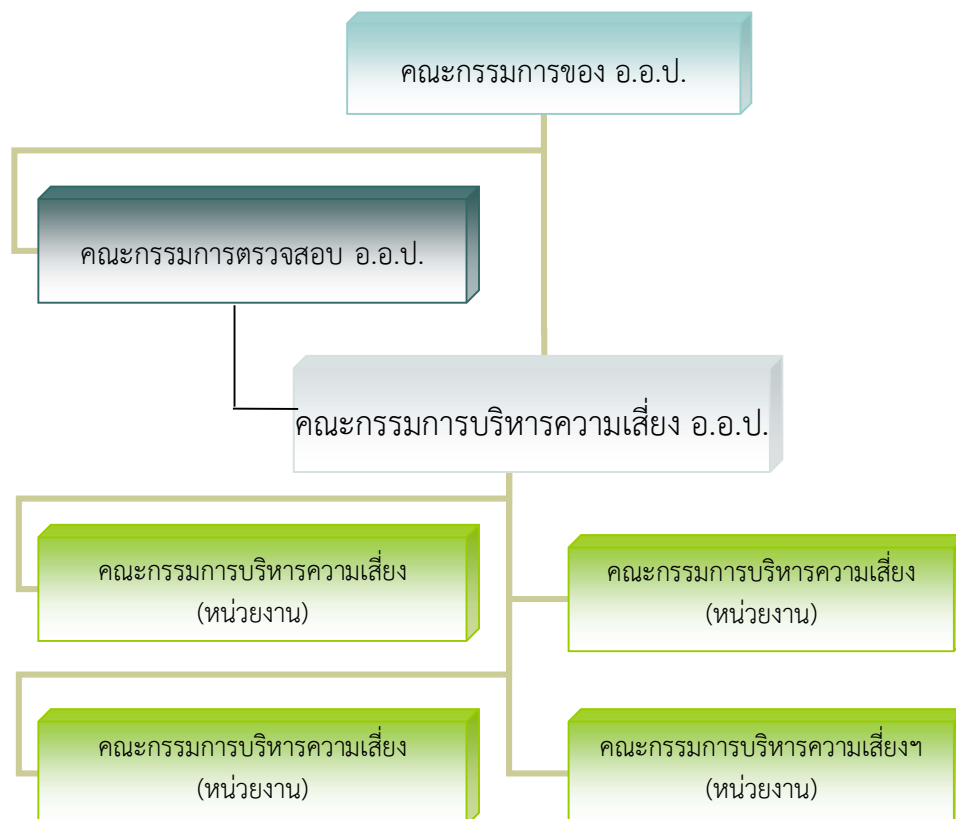 คณะกรรมการของ อ.อ.ป.
คณะกรรมการตรวจสอบ อ.อ.ป.
คณะกรรมการบริหารความเสี่ยง อ.อ.ป.
คณะกรรมการบริหารความเสี่ยง
(หน่วยงาน)
คณะกรรมการบริหารความเสี่ยง
(หน่วยงาน)
คณะกรรมการบริหารความเสี่ยง
(หน่วยงาน)
คณะกรรมการบริหารความเสี่ยงฯ
(หน่วยงาน)